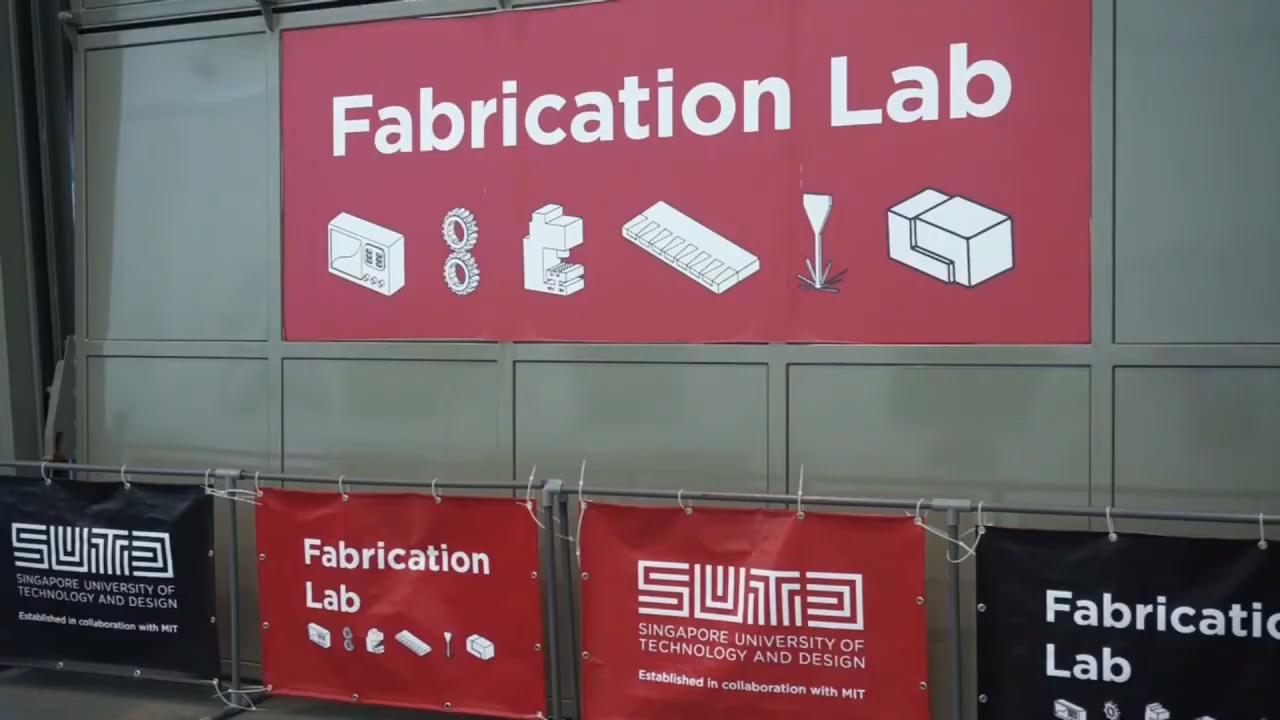 Fabrication Lab
SUTD
SINGAPORE UNIVERSITY OF
TECHNOLOGY AND DESIGN
Established in collaboration with MIT
Fabrication
Lab
SUTD
SINGAPORE UNIVERSITY OF
TECHNOLOGY AND DESIGN
Established in collaboration with MIT
Fabricatio
Lab